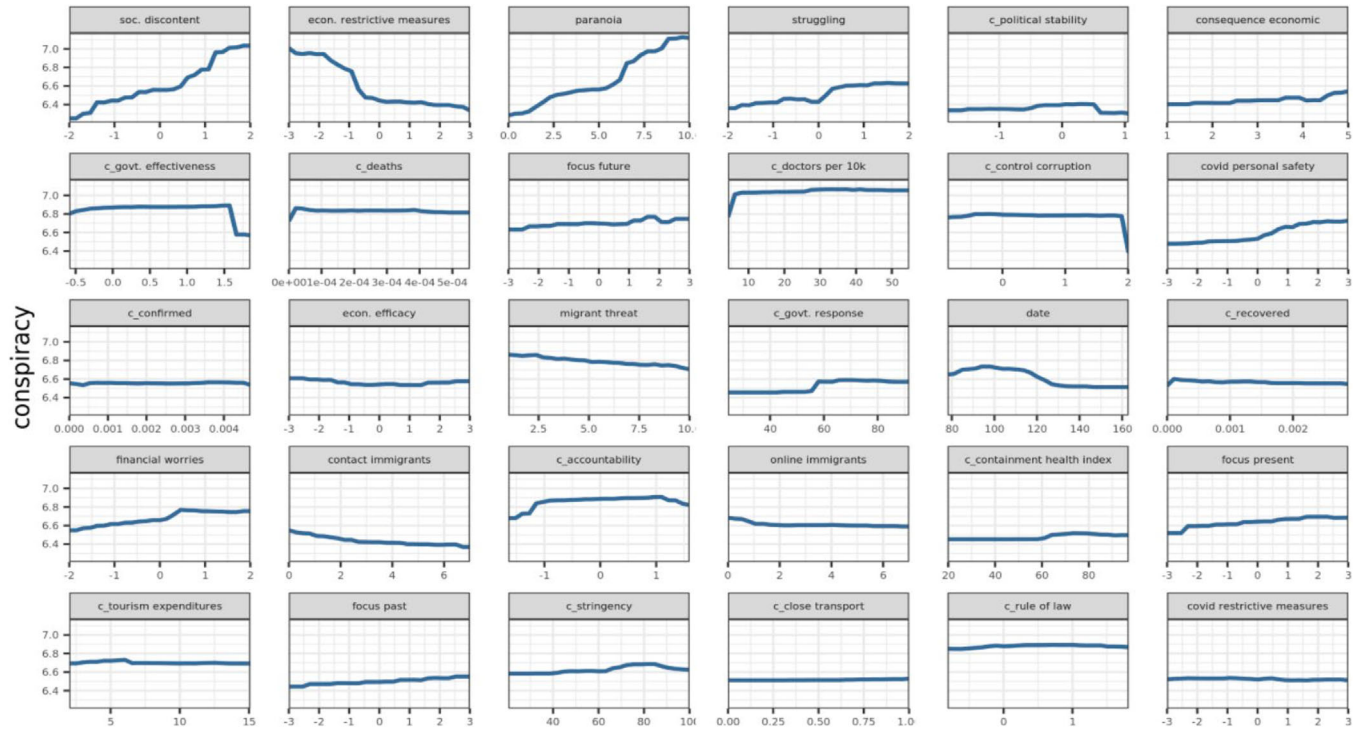 soc. discontent econ. restrictive measures paranoia struggling c_political stability consequence economic
7.0
6.8
6.6
6.4
-2 -1 0 1 2 -3 -2 -1 0 1 2 3 0.0 2.5 5.0 7.5 10. -2 -1 0 1 2 -1 0 1 1 2 3 4 5
c_govt. effectiveness c_deaths focus future c_doctors per 10k c_control corruption covid personal safety
7.0
6.8
6.6
6.4
-0.5 0.0 0.5 1.0 1.5 0e+001e-04 2e-04 3e-04 4e-04 5e-04 -3 -2 -1 0 1 2 3 10 20 30 40 50 0 1 2 -3 -2 -1 0 1 2 3
conspiracy
c_confirmed econ. efficacy migrant threat c_govt. response date c_recovered
7.0
6.8
6.6
6.4
0.000 0.001 0.002 0.003 0.004 -3 -2 -1 0 1 2 3 2.5 5.0 7.5 10. 40 60 80 80 100 120 140 160 0.000 0.001 0.002
financial worries contact immigrants c_accountability online immigrants c_containment health index focus present
7.0
6.8
6.6
6.4
-2 -1 0 1 2 0 2 4 6 -1 0 1 0 2 4 6 20 40 60 80 -3 -2 -1 0 1 2 3
c_tourism expenditures focus past c_stringency c_close transport c_rule of law covid restrictive measures
7.0
6.8
6.6
6.4
5 10 15 -3 -2 -1 0 1 2 3 40 60 80 100 0.00 0.25 0.50 0.75 1.0 0 1 -3 -2 -1 0 1 2 3